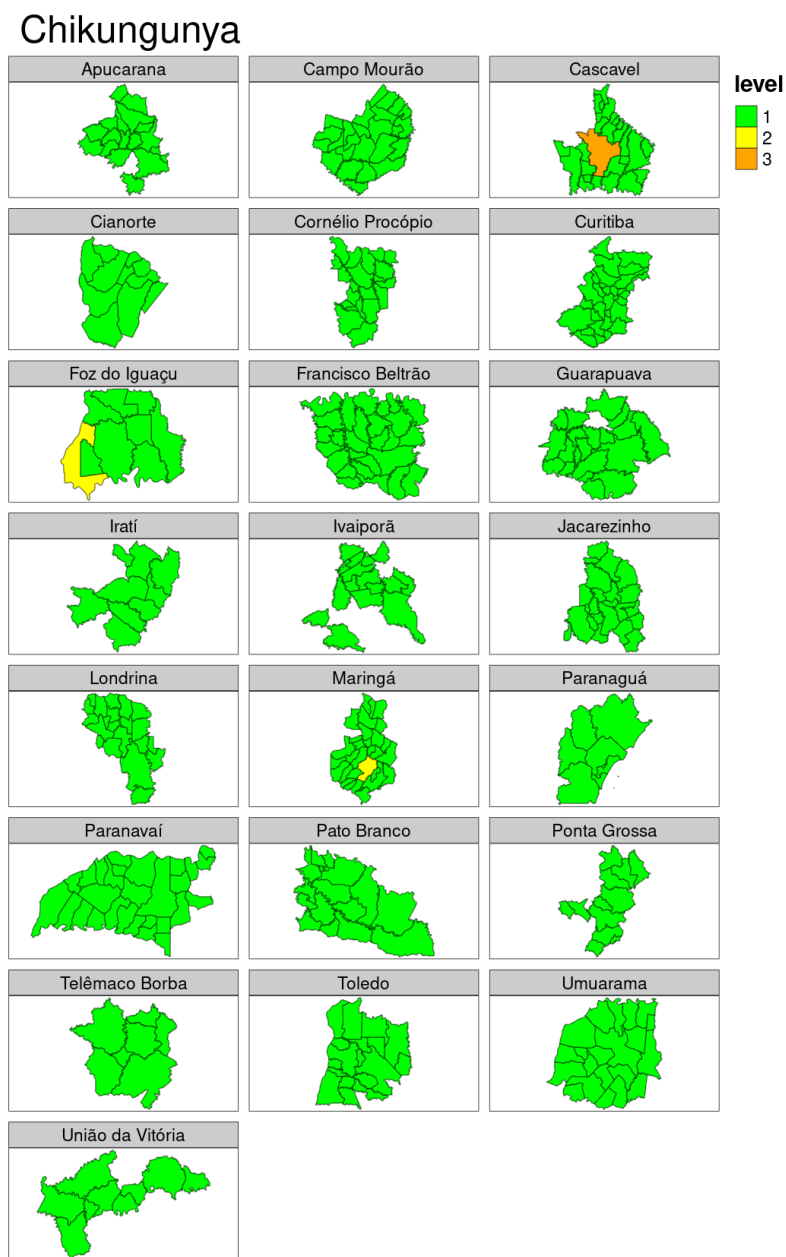 Chikungunya
Apucarana
Campo Mourão
Cascavel
level
1
2
3
Cianorte
Cornélio Procópio
Curitiba
Foz do Iguaçu
Francisco Beltrão
Guarapuava
Iratí
Ivaiporã
Jacarezinho
Londrina
Maringá
Paranaguá
Paranavaí
Pato Branco
Ponta Grossa
Telêmaco Borba
Toledo
Umuarama
União da Vitória